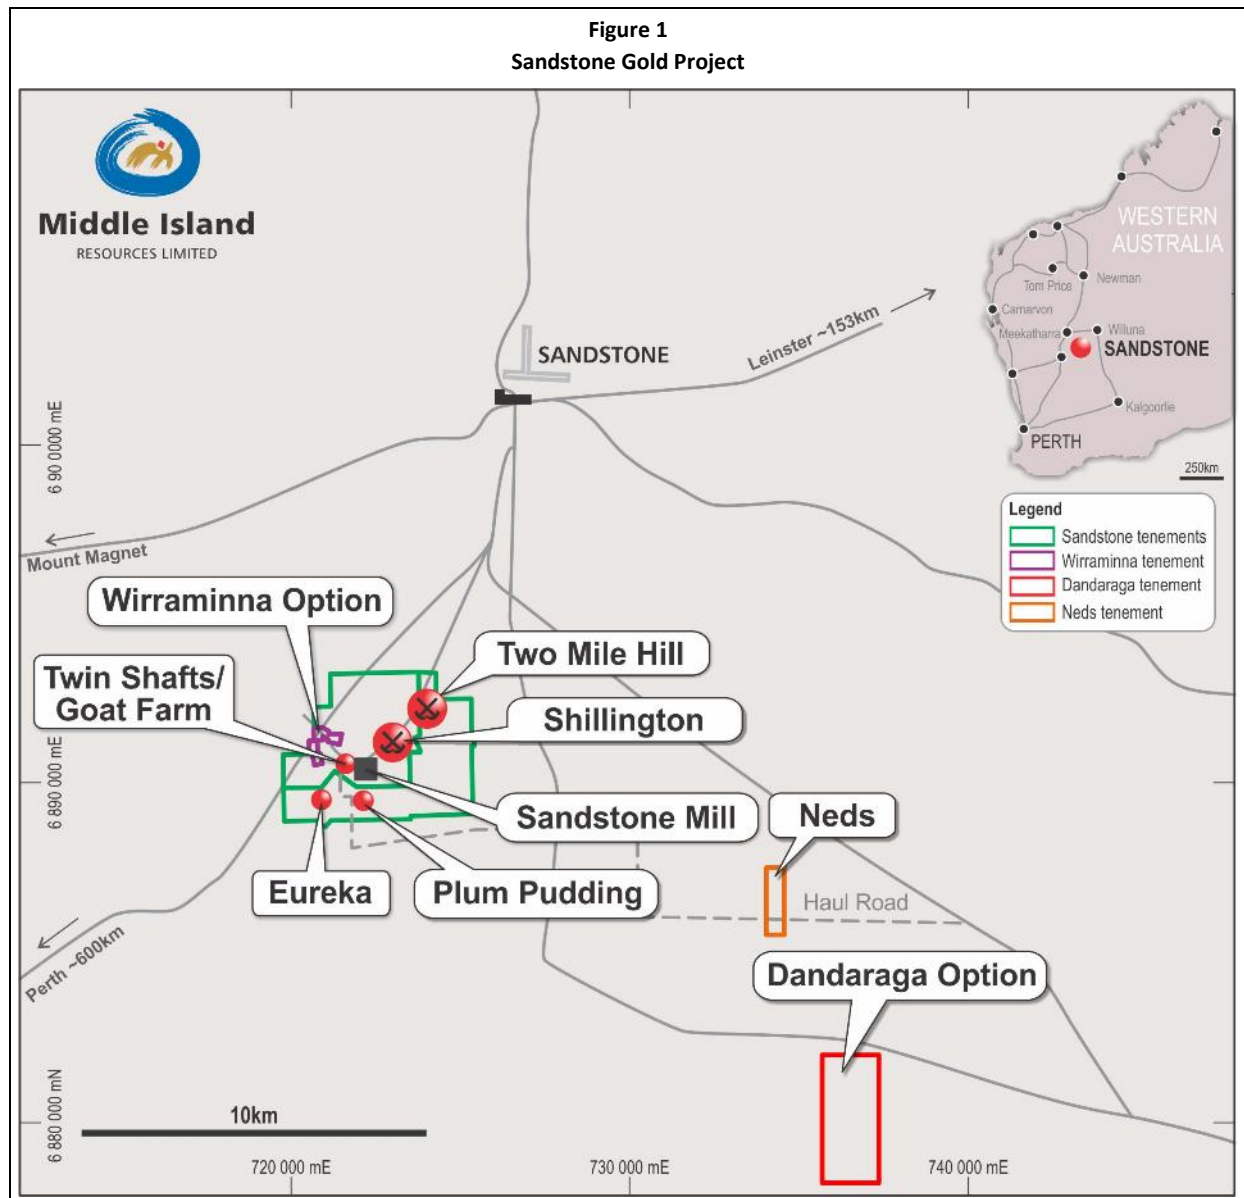 Figure 1
Sandstone Gold Project
Middle Island
RESOURCES LIMITED
WESTERN
AUSTRALIA
Newman
Tom Price
Carnarvon
Meekatharra
Wiluna
SANDSTONE
Kalgoorlie
PERTH
250km
Legend
Sandstone tenements
Wirraminna tenement
Dandaraga tenement
Neds tenement
Leinster ~153km
SANDSTONE
6 90 0000 mE
Mount Magnet
Wirraminna Option
Two Mile Hill
Twin Shafts/
Goat Farm
Shillington
6 890 000 mE
Sandstone Mill
Neds
Eureka
Plum Pudding
Haul Road
Perth ~600km
Dandaraga Option
6 880 000 mN
10km
720 000 mE
730 000 mE
740 000 mE